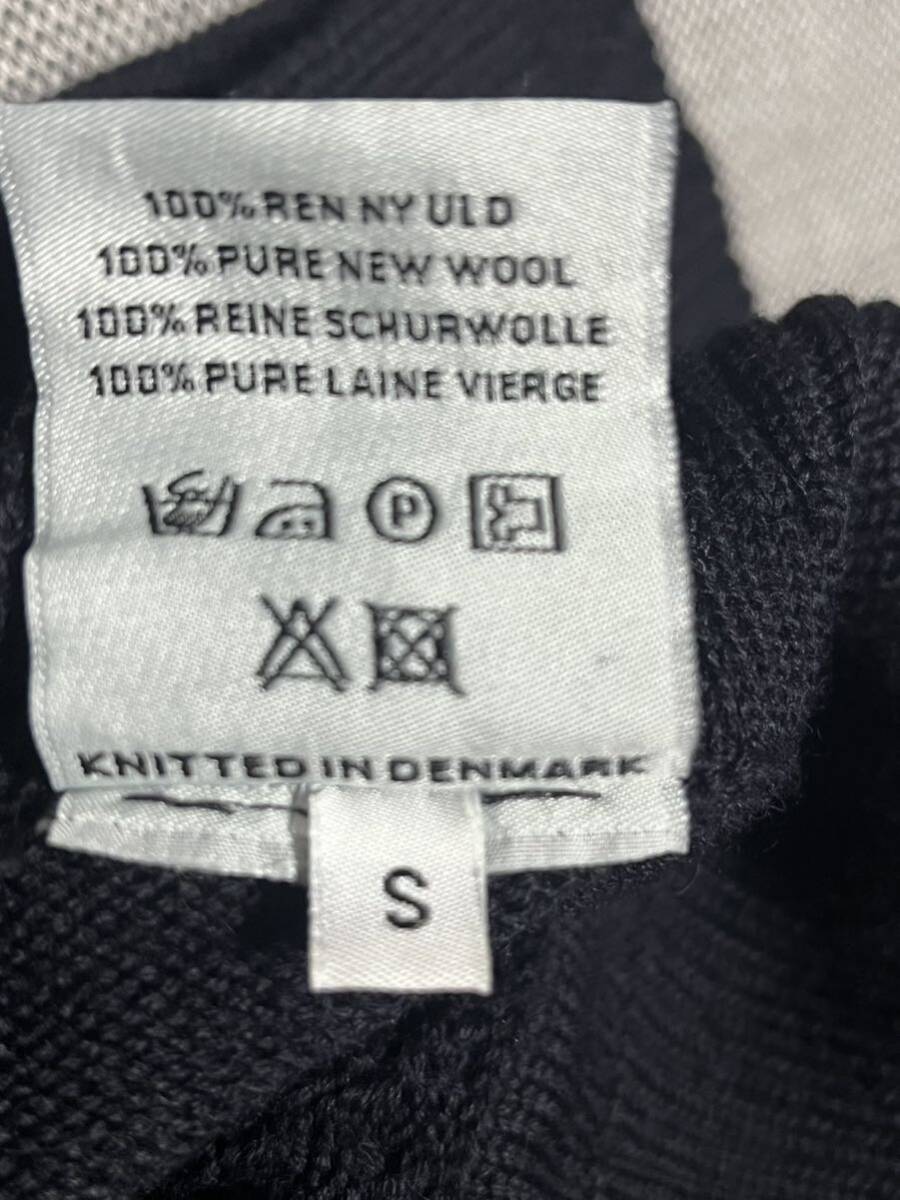 100% REN NY ULD
100% PURE NEW WOOL
100% REINE SCHURWOLLE
100% PURE LAINE VIERGE
P
KNITTED IN DENMARK
S